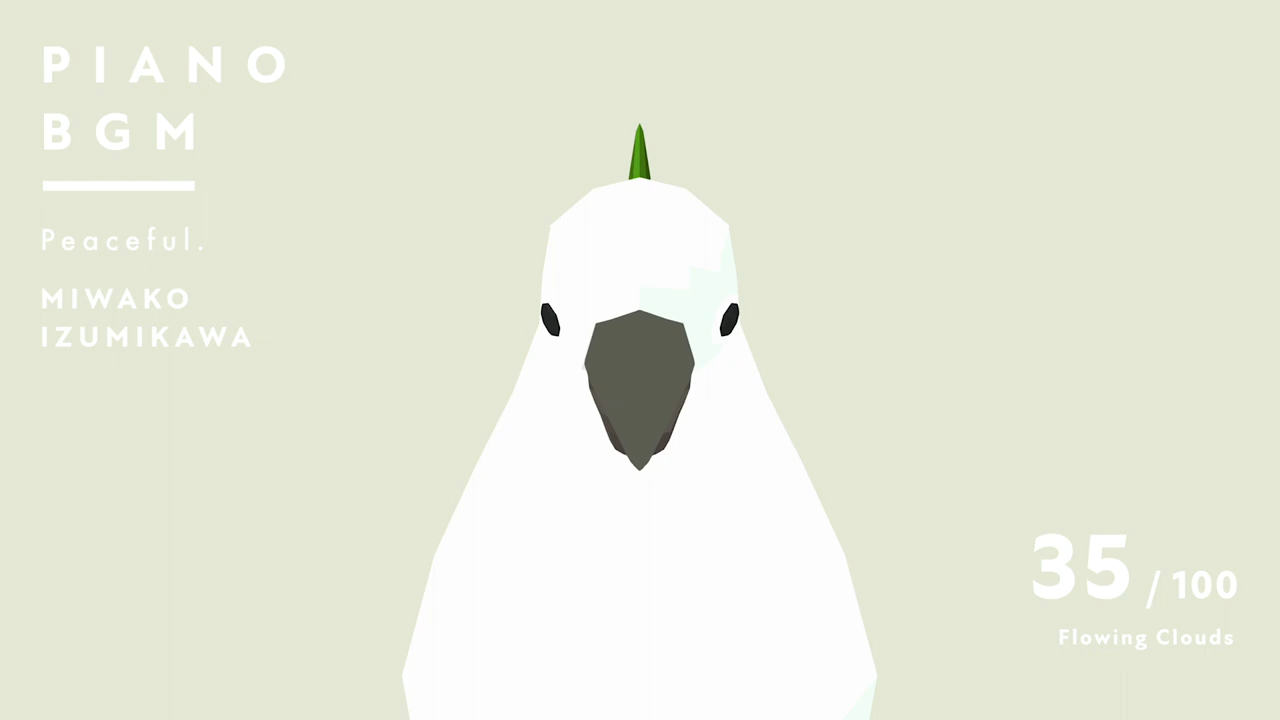 PIANO
BGM
Peaceful.
MIWAKO
IZUMIKAWA
35 / 100
Flowing Clouds